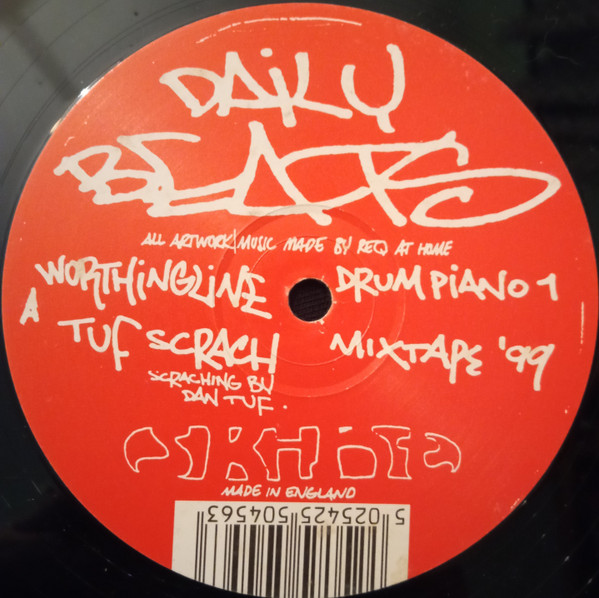 DAILY
BEATS
ALL ARTWORK/MUSIC MADE BY REQ AT HOME
WORTHINGLINE
DRUM PIANO 1
A
TUF SCRACH
MIXTAPE '99
SCRACHING BY
DAN TUF.
MADE IN ENGLAND
5 025425 504563